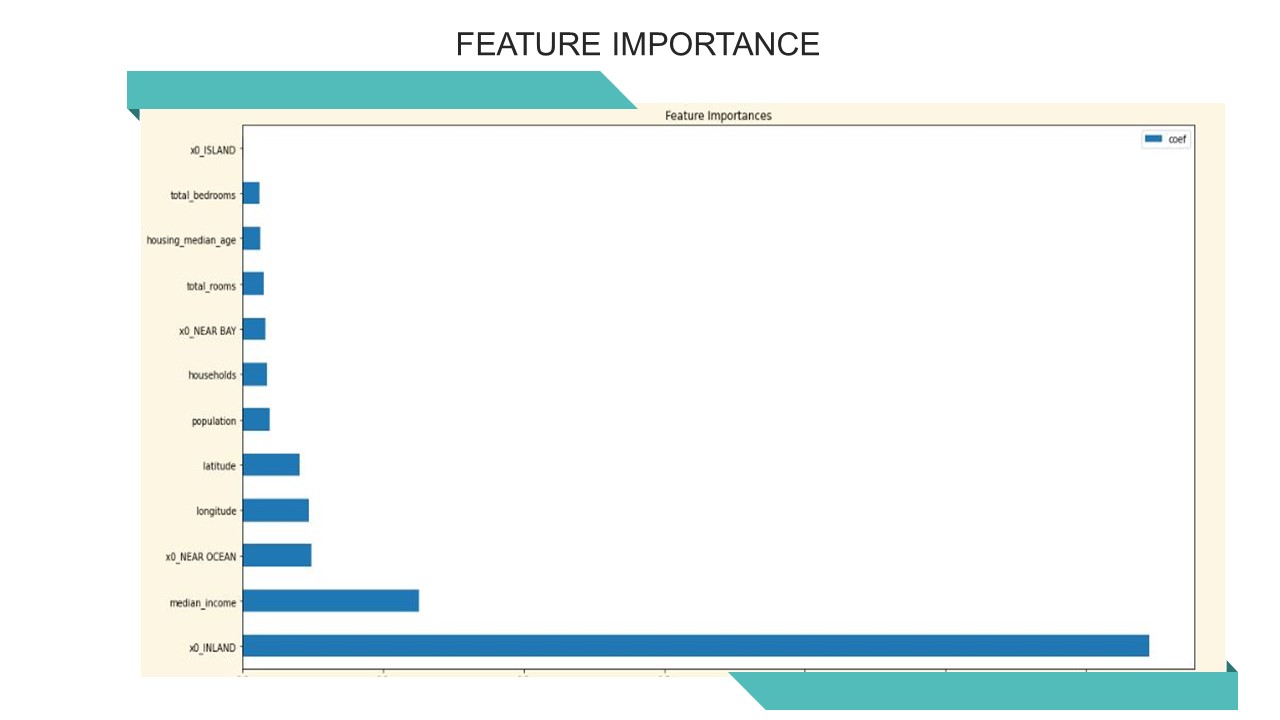 FEATURE IMPORTANCE
Feature Importances
coef
x0_ISLAND
total_bedrooms
housing_median_age
total_rooms
x0_NEAR BAY
households
population
latitude
longitude
x0_NEAR OCEAN
median_income
x0_INLAND